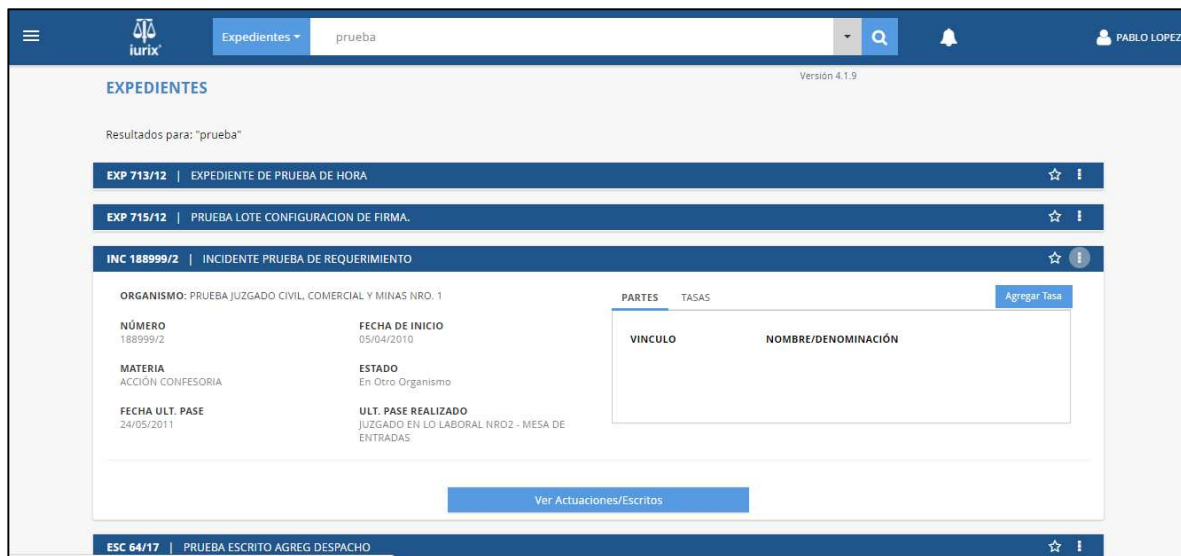 iurix®
Expedientes
prueba
PABLO LOPEZ
Versión 4.1.9
EXPEDIENTES
Resultados para: "prueba"
EXP 713/12 | EXPEDIENTE DE PRUEBA DE HORA
EXP 715/12 | PRUEBA LOTE CONFIGURACION DE FIRMA.
INC 188999/2 | INCIDENTE PRUEBA DE REQUERIMIENTO
ORGANISMO: PRUEBA JUZGADO CIVIL, COMERCIAL Y MINAS NRO. 1
NÚMERO
188999/2
FECHA DE INICIO
05/04/2010
MATERIA
ACCIÓN CONFESORIA
ESTADO
En Otro Organismo
FECHA ULT. PASE
24/05/2011
ULT. PASE REALIZADO
JUZGADO EN LO LABORAL NRO2 - MESA DE
ENTRADAS
PARTES TASAS
Agregar Tasa
VINCULO NOMBRE/DENOMINACIÓN
Ver Actuaciones/Escritos
ESC 64/17 | PRUEBA ESCRITO AGREG DESPACHO